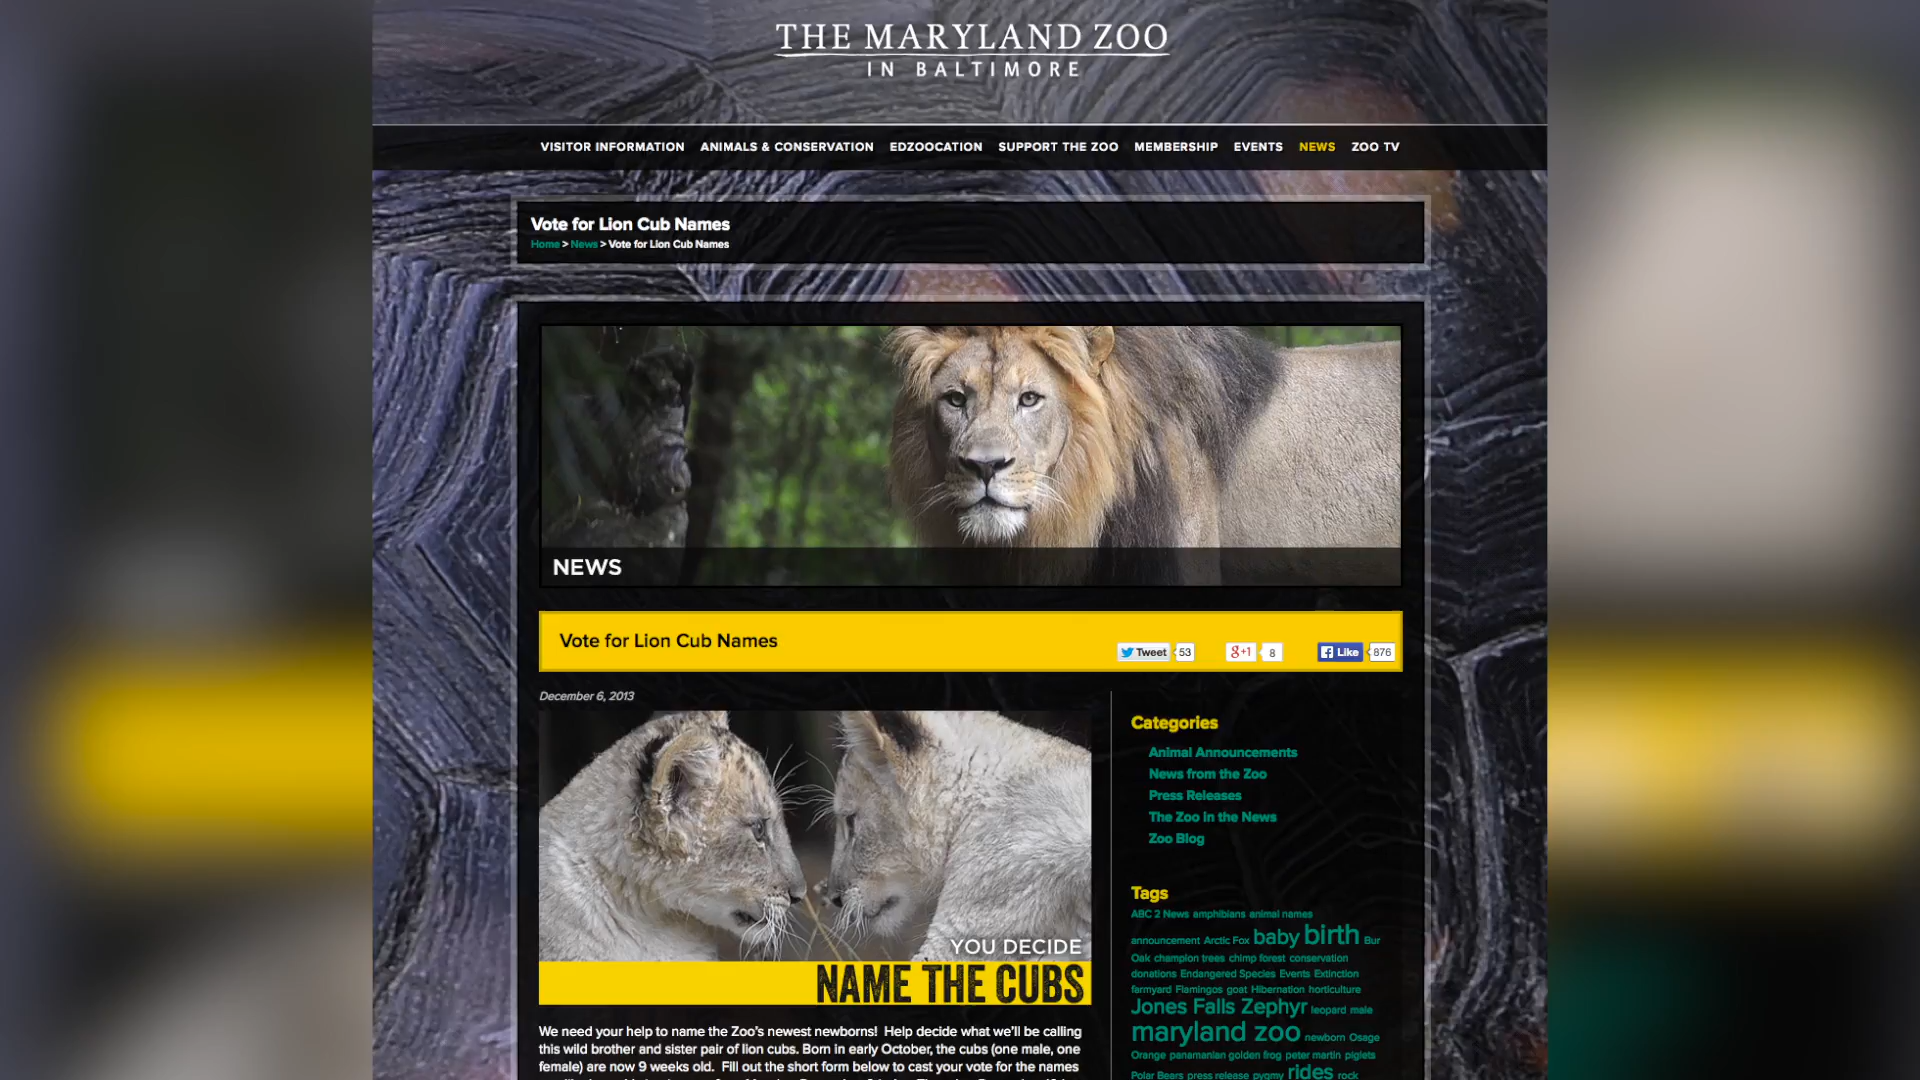 THE MARYLAND ZOO
IN BALTIMORE
VISITOR INFORMATION ANIMALS & CONSERVATION EDZOOCATION SUPPORT THE ZOO MEMBERSHIP EVENTS NEWS ZOO TV
Vote for Lion Cub Names
Home > News > Vote for Lion Cub Names
NEWS
Vote for Lion Cub Names
Tweet 53 g+1 8 Like 876
December 6, 2013
YOU DECIDE
NAME THE CUBS
We need your help to name the Zoo's newest newborns! Help decide what we'll be calling
this wild brother and sister pair of lion cubs. Born in early October, the cubs (one male, one
female) are now 9 weeks old. Fill out the short form below to cast your vote for the names
Categories
Animal Announcements
News from the Zoo
Press Releases
The Zoo in the News
Zoo Blog
Tags
ABC 2 News amphibians animal names
announcement Arctic Fox baby birth Bur
Oak champion trees chimp forest conservation
donations Endangered Species Events Extinction
farmyard Flamingos goat Hibernation horticulture
Jones Falls Zephyr leopard male
maryland zoo newborn Osage
Orange panamanian golden frog peter martin piglets
Polar Bears press release pygmy rides rock